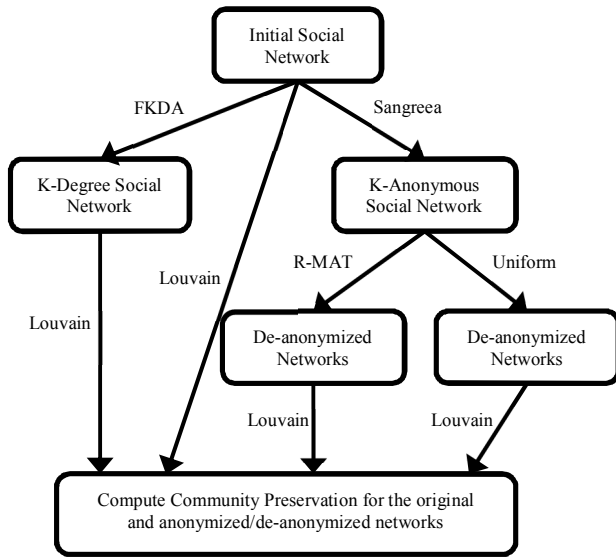 Initial Social
Network
FKDA
Sangreea
K-Degree Social
Network
K-Anonymous
Social Network
R-MAT
Uniform
Louvain
Louvain
De-anonymized
Networks
De-anonymized
Networks
Louvain
Louvain
Compute Community Preservation for the original
and anonymized/de-anonymized networks